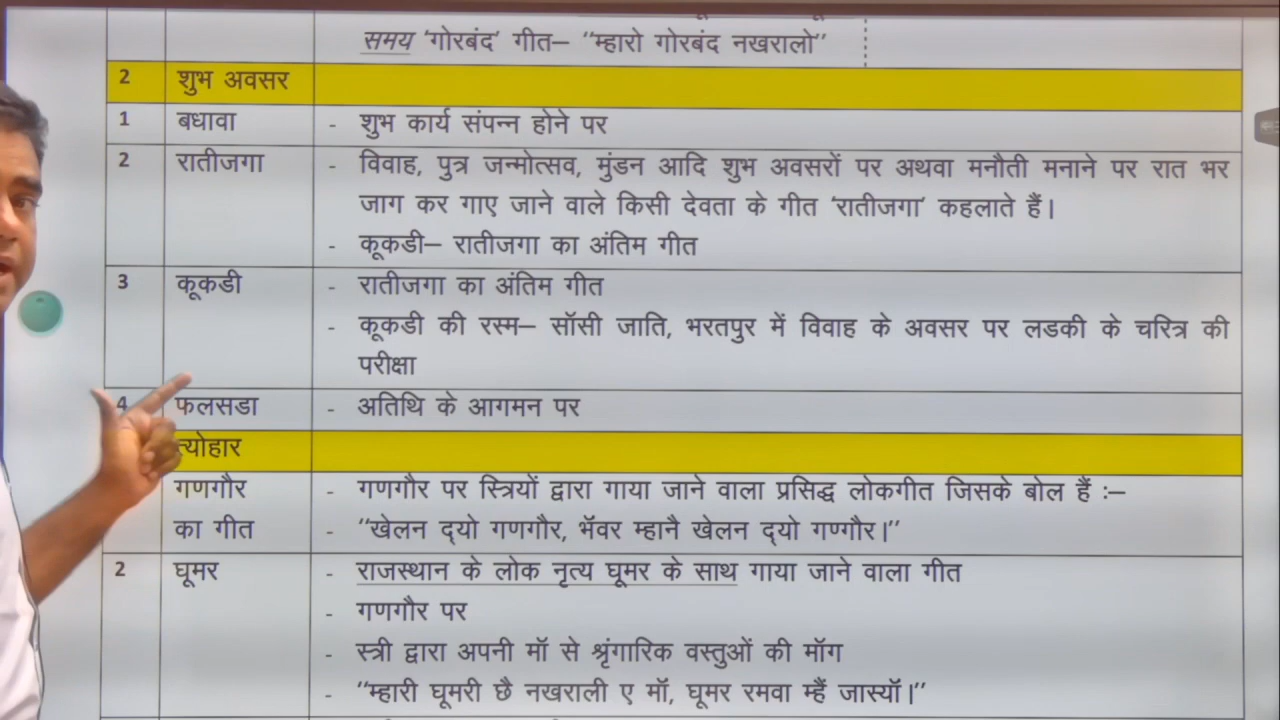 समय 'गोरबंद' गीत– "म्हारो गोरबंद नखरालो"
2 शुभ अवसर
1 बधावा - शुभ कार्य संपन्न होने पर
2 रातीजगा - विवाह, पुत्र जन्मोत्सव, मुंडन आदि शुभ अवसरों पर अथवा मनौती मनाने पर रात भर
जाग कर गाए जाने वाले किसी देवता के गीत 'रातीजगा' कहलाते हैं।
- कूकडी– रातीजगा का अंतिम गीत
3 कूकडी - रातीजगा का अंतिम गीत
- कूकडी की रस्म– सॉसी जाति, भरतपुर में विवाह के अवसर पर लडकी के चरित्र की
परीक्षा
4 फलसडा - अतिथि के आगमन पर
त्योहार
गणगौर - गणगौर पर स्त्रियों द्वारा गाया जाने वाला प्रसिद्ध लोकगीत जिसके बोल हैं :–
का गीत - "खेलन द्यो गणगौर, भॅवर म्हानै खेलन द्यो गण्गौर।"
2 घूमर - राजस्थान के लोक नृत्य घूमर के साथ गाया जाने वाला गीत
- गणगौर पर
- स्त्री द्वारा अपनी मॉ से श्रृंगारिक वस्तुओं की मॉग
- "म्हारी घूमरी छै नखराली ए मॉ, घूमर रमवा म्हैं जास्यॉ।"